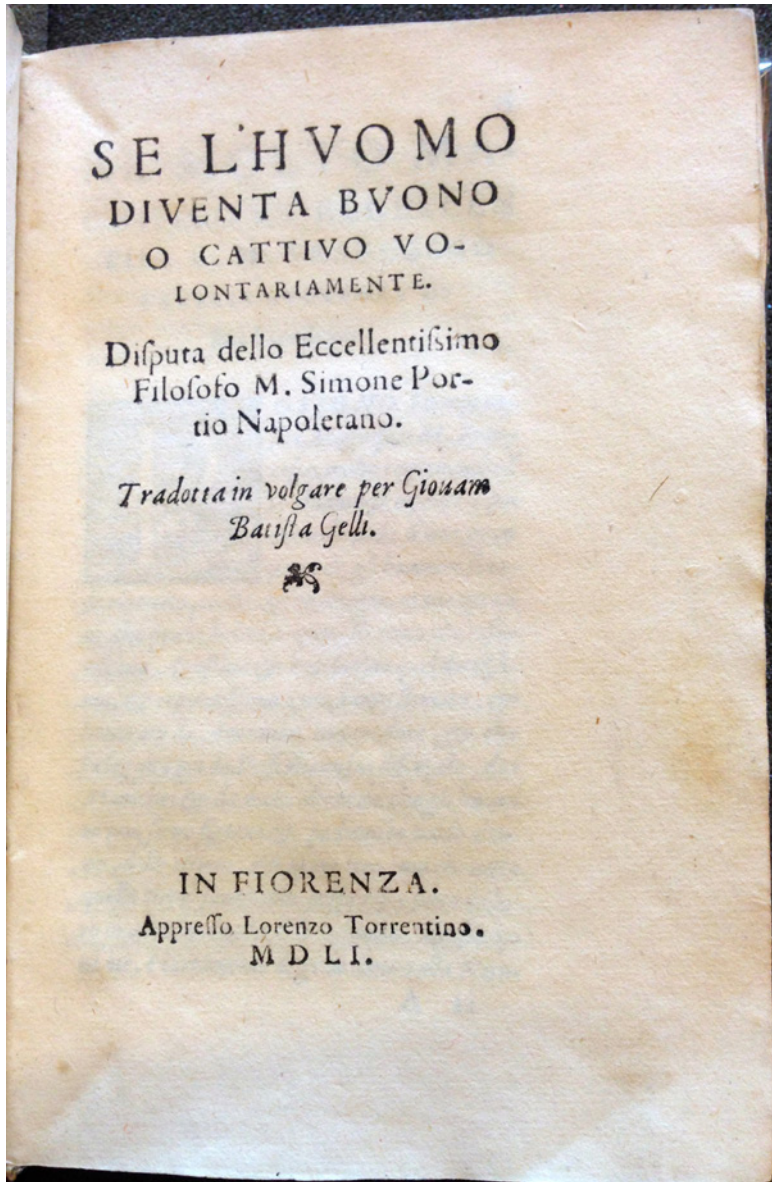 SE L'HVOMO
DIVENTA BVONO
O CATTIVO VO-
LONTARIAMENTE.
Diſputa dello Eccellentiſsimo
Filoſofo M. Simone Por-
tio Napoletano.
Tradotta in volgare per Giouam
Batiſta Gelli.
IN FIORENZA.
Appreſſo Lorenzo Torrentino.
M D L I.